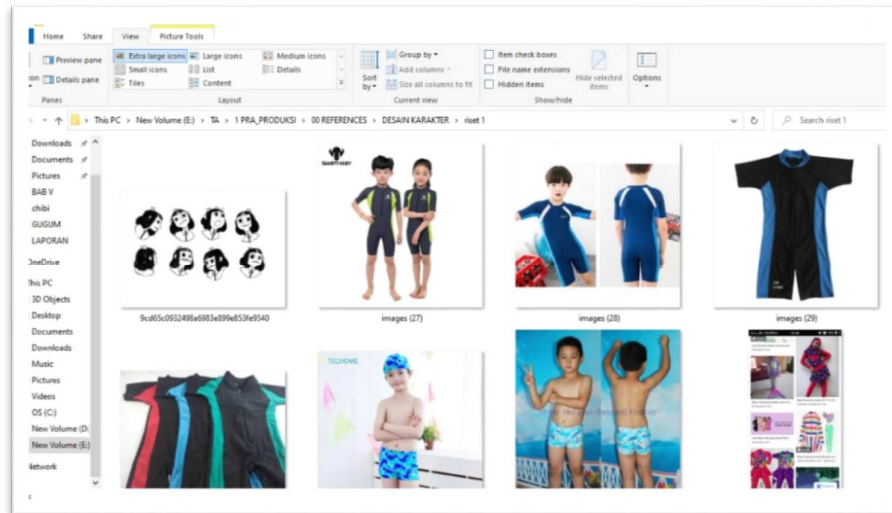 Home Share View Picture Tools
Preview pane
Details pane
Panes
Extra large icons Large icons Medium icons
Small icons List Details
Tiles Content
Layout
Sort by
Group by
Add columns
Size all columns to fit
Current view
Item check boxes
File name extensions
Hidden items
Hide selected items
Show/hide
Options
This PC > New Volume (E:) > TA > 1 PRA_PRODUKSI > 00 REFERENCES > DESAIN KARAKTER > riset 1
Search riset 1
Downloads
Documents
Pictures
BAB V
chibi
GUGUM
LAPORAN
OneDrive
This PC
3D Objects
Desktop
Documents
Downloads
Music
Pictures
Videos
OS (C:)
New Volume (D:
New Volume (E:)
Network
images (27)
images (28)
images (29)
TECHOME